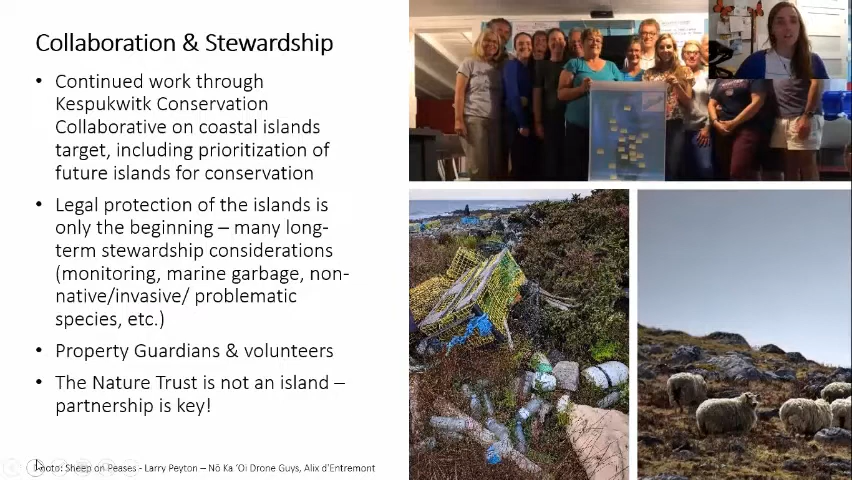 Collaboration & Stewardship
• Continued work through
Kespukwitk Conservation
Collaborative on coastal islands
target, including prioritization of
future islands for conservation
• Legal protection of the islands is
only the beginning – many long-
term stewardship considerations
(monitoring, marine garbage, non-
native/invasive/ problematic
species, etc.)
• Property Guardians & volunteers
• The Nature Trust is not an island –
partnership is key!
Photo: Sheep on Peases - Larry Peyton – Nō Ka ‘Oi Drone Guys, Alix d’Entremont